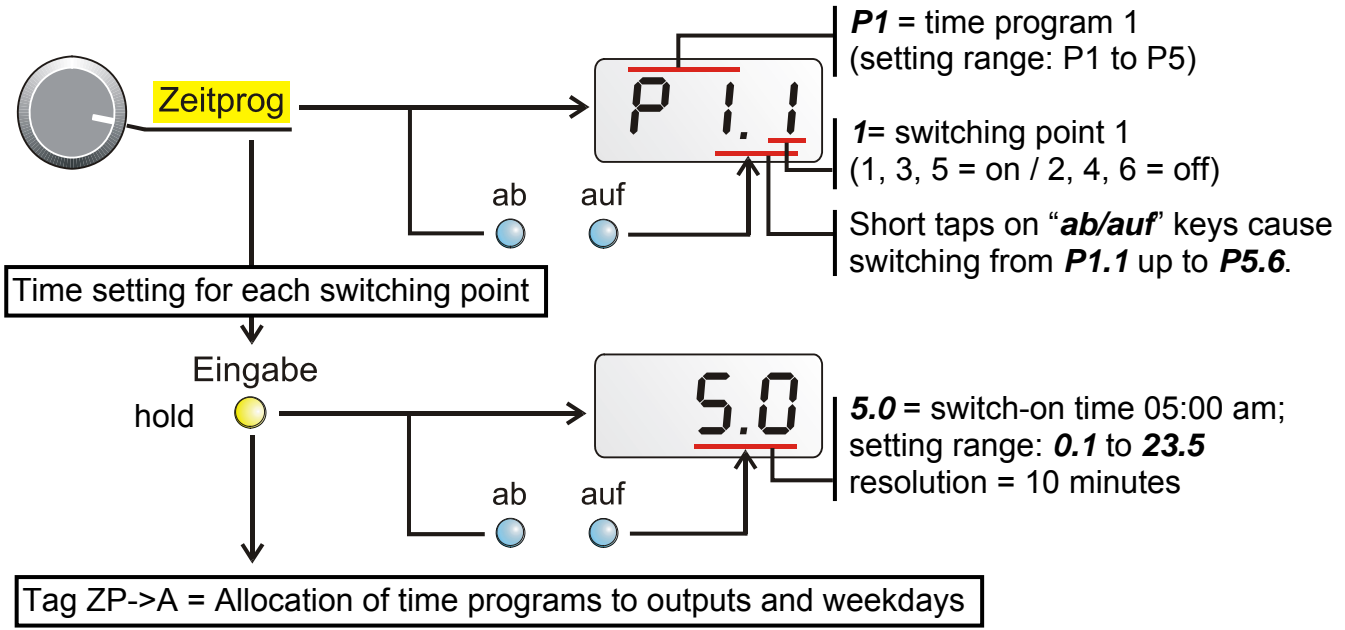 P1 = time program 1
(setting range: P1 to P5)
Zeitprog
P 1.1
1= switching point 1
(1, 3, 5 = on / 2, 4, 6 = off)
ab auf
Short taps on “ab/auf” keys cause
switching from P1.1 up to P5.6.
Time setting for each switching point
Eingabe
hold
5.0
5.0 = switch-on time 05:00 am;
setting range: 0.1 to 23.5
resolution = 10 minutes
ab auf
Tag ZP->A = Allocation of time programs to outputs and weekdays